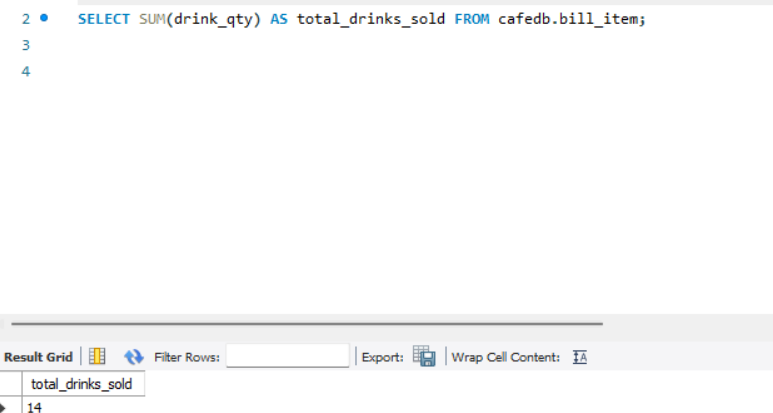 2 SELECT SUM(drink_qty) AS total_drinks_sold FROM cafedb.bill_item;
3
4
Result Grid Filter Rows: Export: Wrap Cell Content: IA
total_drinks_sold
14